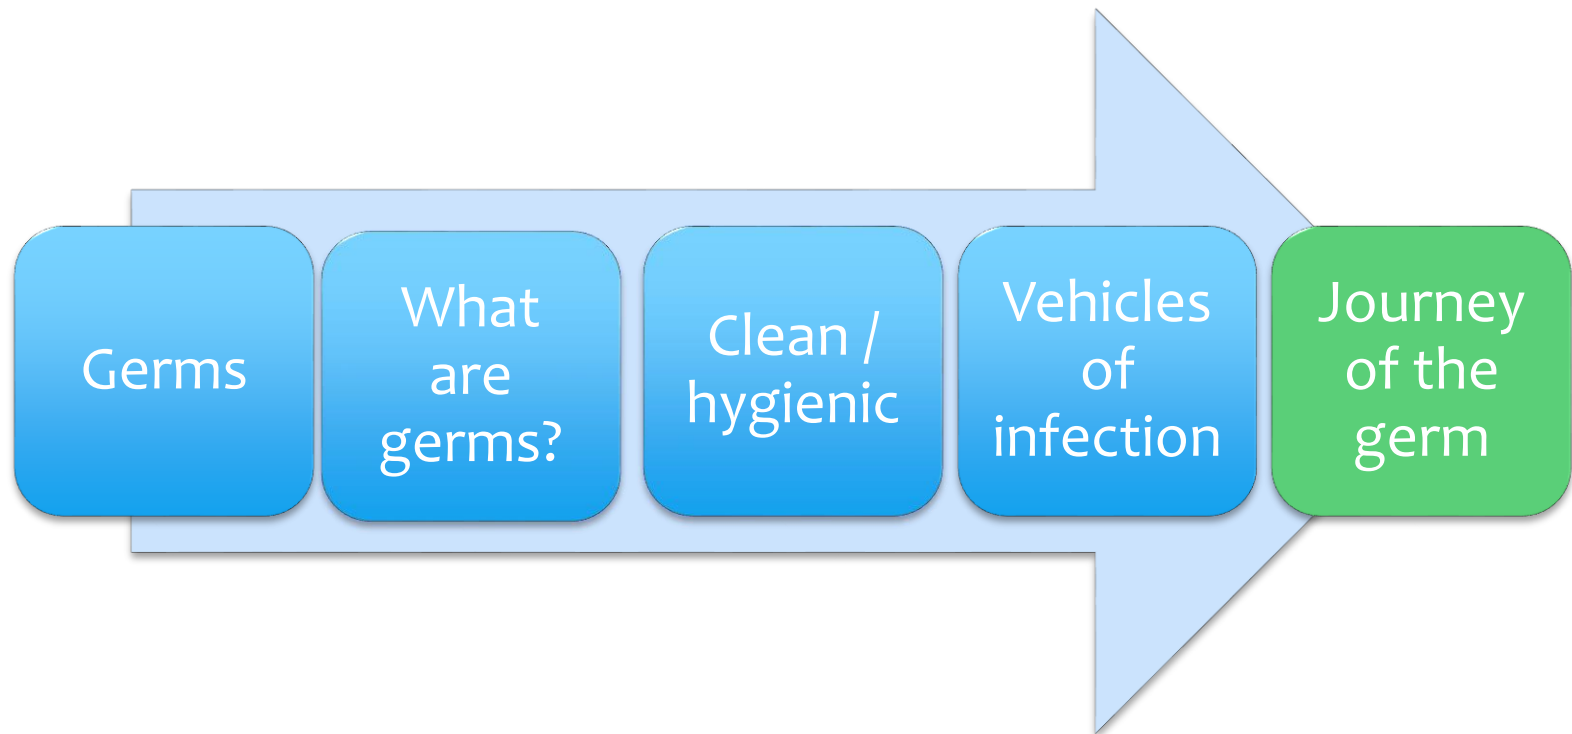 Germs
What
are
germs?
Clean /
hygienic
Vehicles
of
infection
Journey
of the
germ